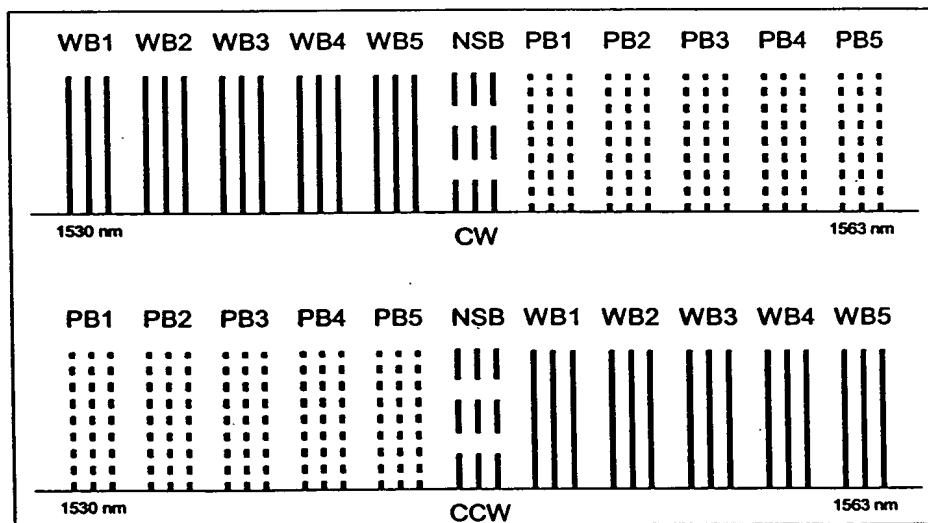 WB1 WB2 WB3 WB4 WB5 NSB PB1 PB2 PB3 PB4 PB5
1530 nm 1563 nm
CW
PB1 PB2 PB3 PB4 PB5 NSB WB1 WB2 WB3 WB4 WB5
1530 nm 1563 nm
CCW